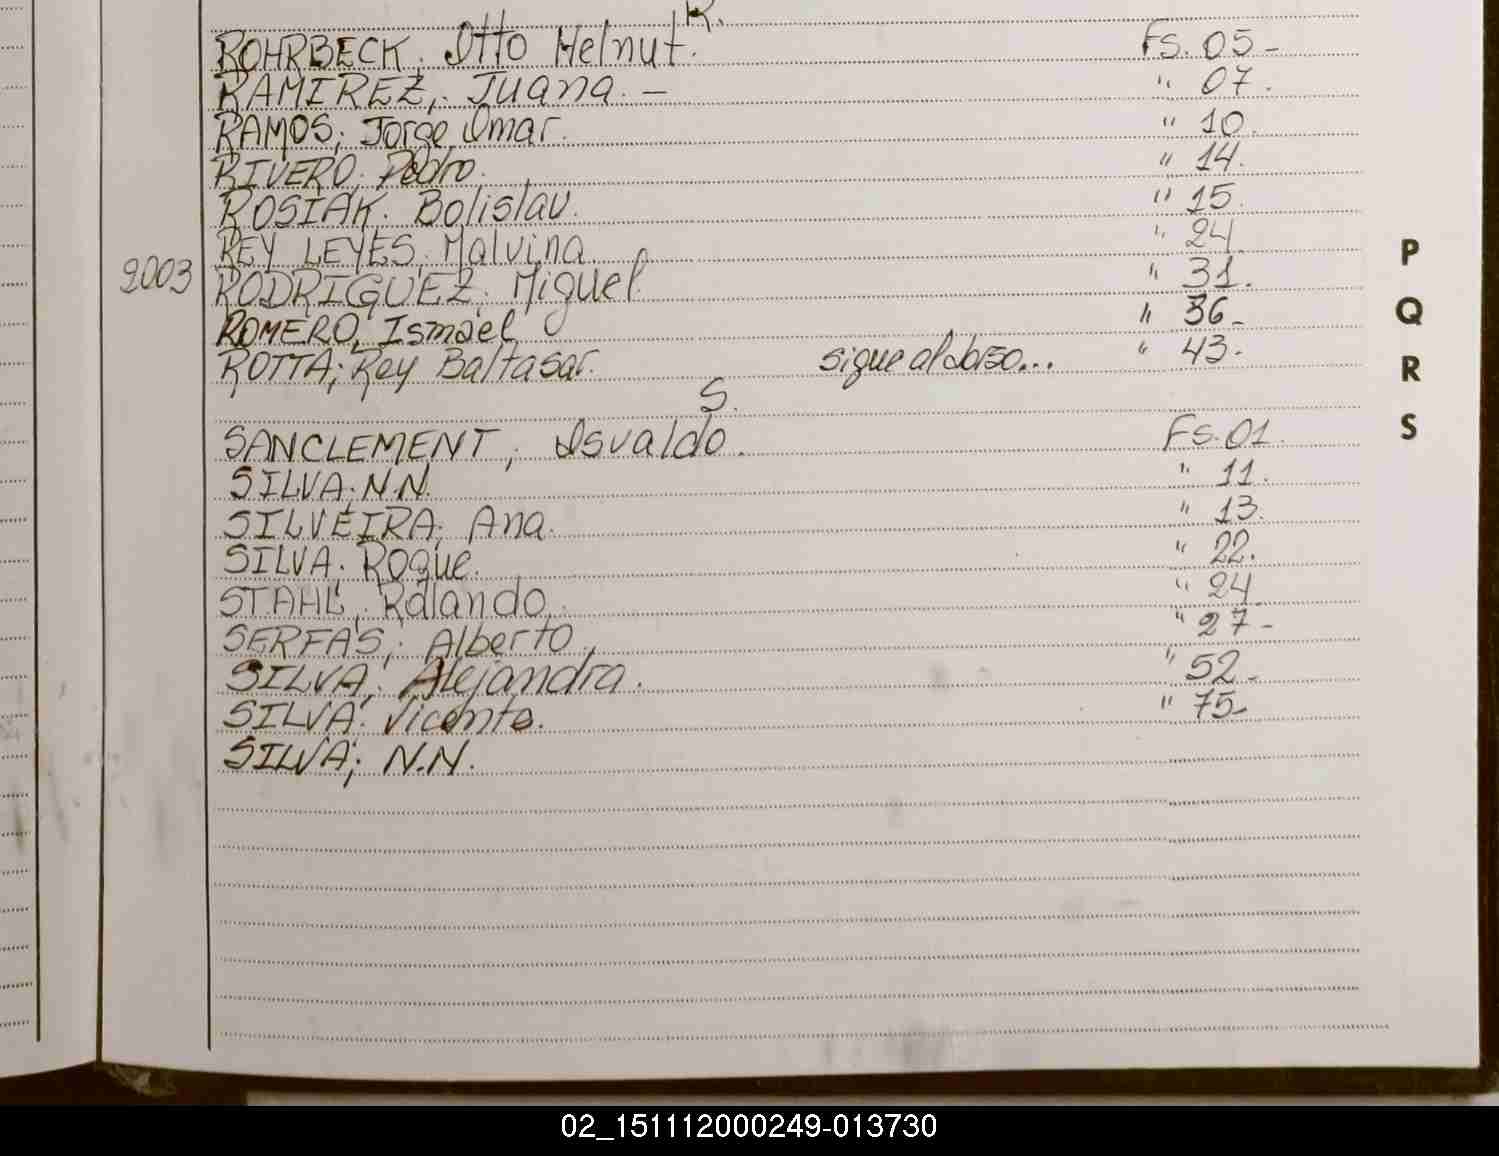 R.
ROHRBECK, Otto Helnut. Fs. 05-
RAMIREZ, Juana. - " 07.
RAMOS; Jorge Omar. " 10.
RIVERO, Pedro. " 14.
ROSIAK. Bolislav. " 15.
REY LEYES, Malvina. " 24
2003 RODRIGUEZ, Miguel " 31.
ROMERO, Ismael " 36-
ROTTA; Rey Baltasar. sigue al dorso... " 43-
S.
SANCLEMENT, Osvaldo. Fs. 01.
SILVA, N.N. " 11.
SILVEIRA, Ana. " 13.
SILVA, Roque. " 22.
STAHL, Rolando. " 24
SERFAS, Alberto. " 27-
SILVA, Alejandra. " 52-
SILVA, Vicente. " 75-
SILVA; N.N.
P
Q
R
S
02_151112000249-013730